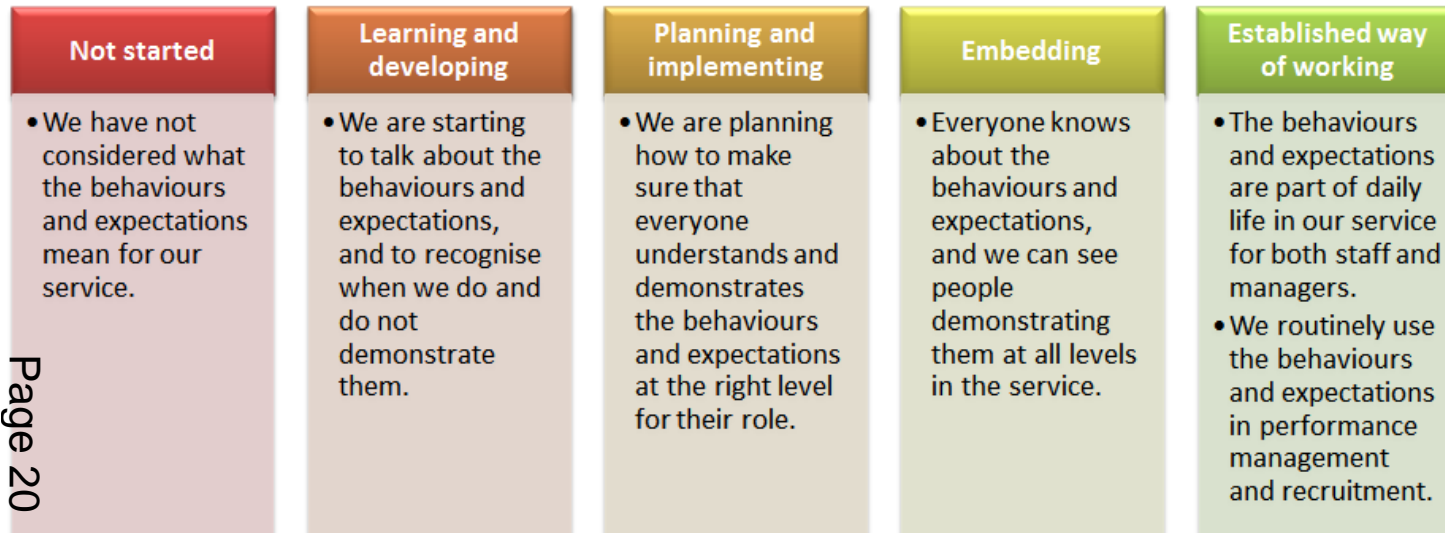 Not started
• We have not
considered what
the behaviours
and expectations
mean for our
service.
Learning and
developing
• We are starting
to talk about the
behaviours and
expectations,
and to recognise
when we do and
do not
demonstrate
them.
Planning and
implementing
• We are planning
how to make
sure that
everyone
understands and
demonstrates
the behaviours
and expectations
at the right level
for their role.
Embedding
• Everyone knows
about the
behaviours and
expectations,
and we can see
people
demonstrating
them at all levels
in the service.
Established way
of working
• The behaviours
and expectations
are part of daily
life in our service
for both staff and
managers.
• We routinely use
the behaviours
and expectations
in performance
management
and recruitment.
Page 20